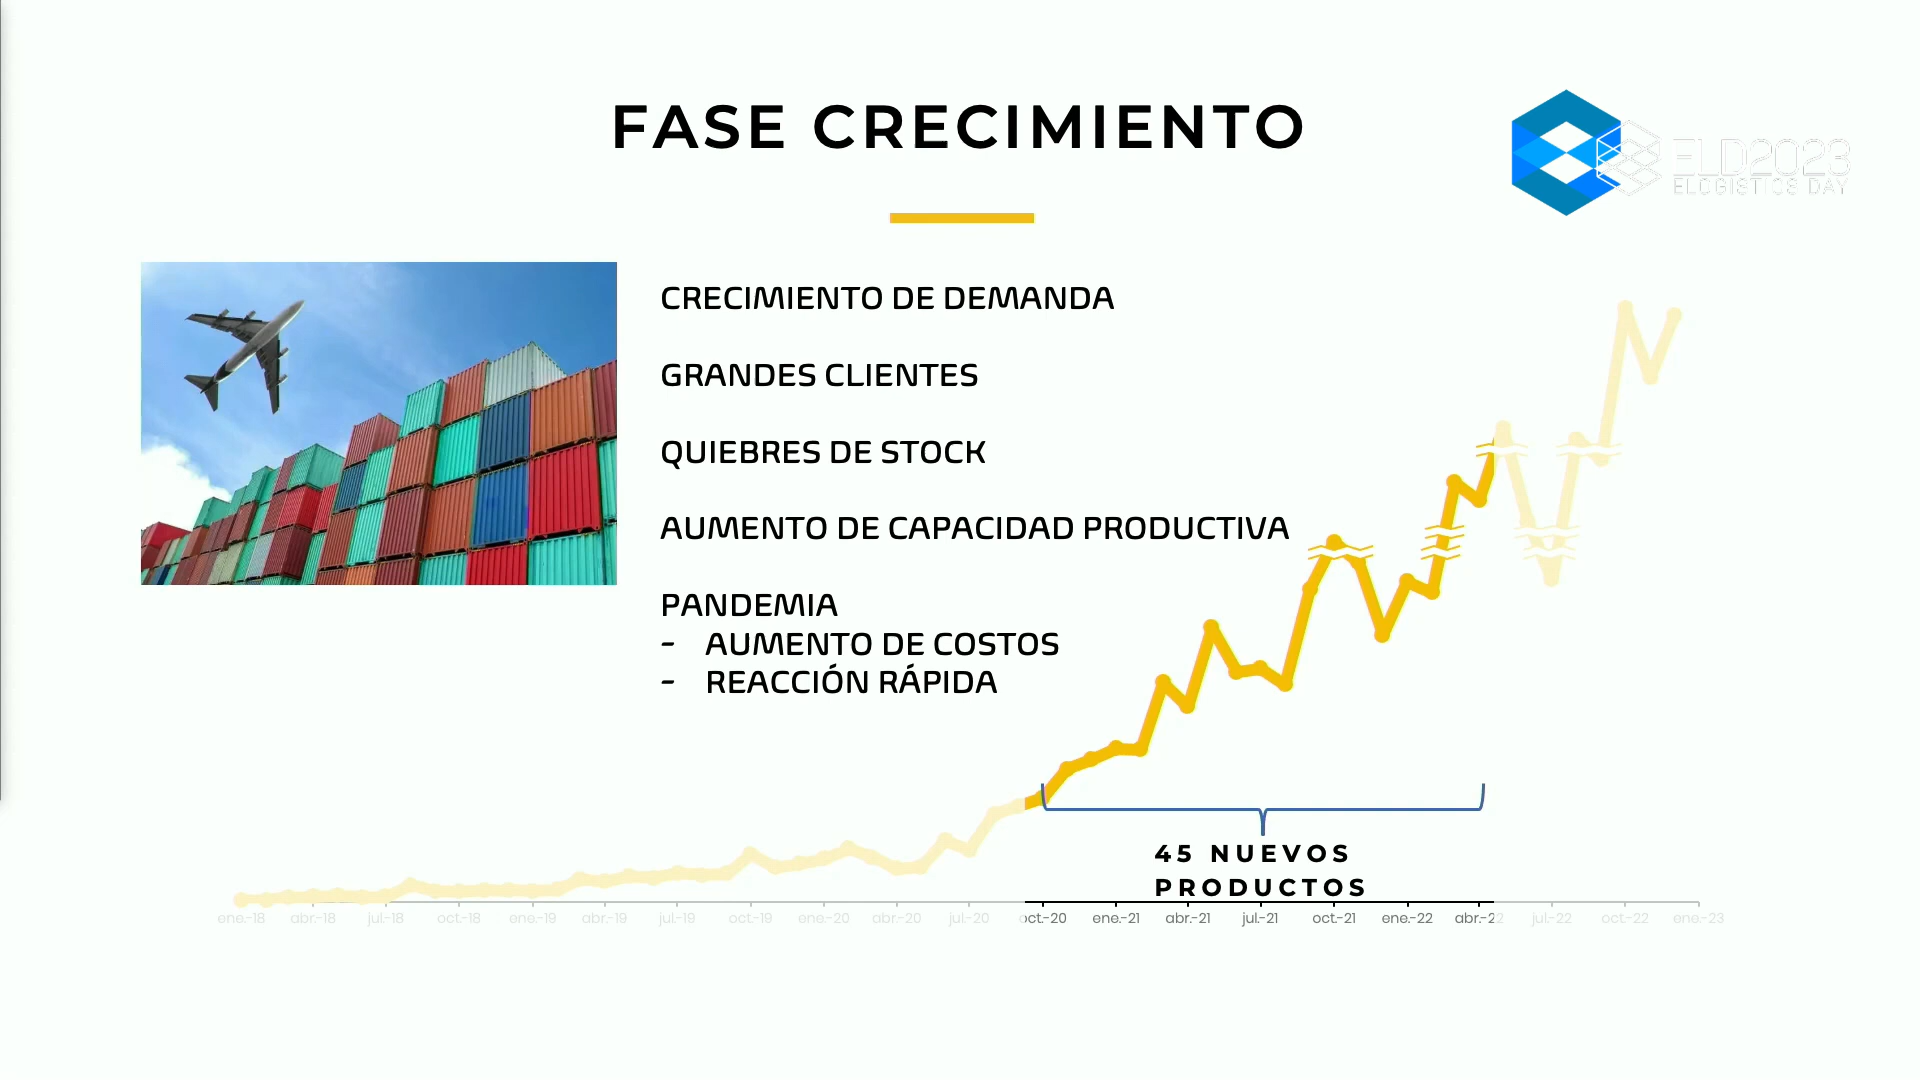 FASE CRECIMIENTO
ELD2023
ELOGISTICS DAY
CRECIMIENTO DE DEMANDA
GRANDES CLIENTES
QUIEBRES DE STOCK
AUMENTO DE CAPACIDAD PRODUCTIVA
PANDEMIA
- AUMENTO DE COSTOS
- REACCIÓN RÁPIDA
45 NUEVOS
PRODUCTOS
ene.-18 abr.-18 jul.-18 oct.-18 ene.-19 abr.-19 jul.-19 oct.-19 ene.-20 abr.-20 jul.-20 oct.-20 ene.-21 abr.-21 jul.-21 oct.-21 ene.-22 abr.-22 jul.-22 oct.-22 ene.-23